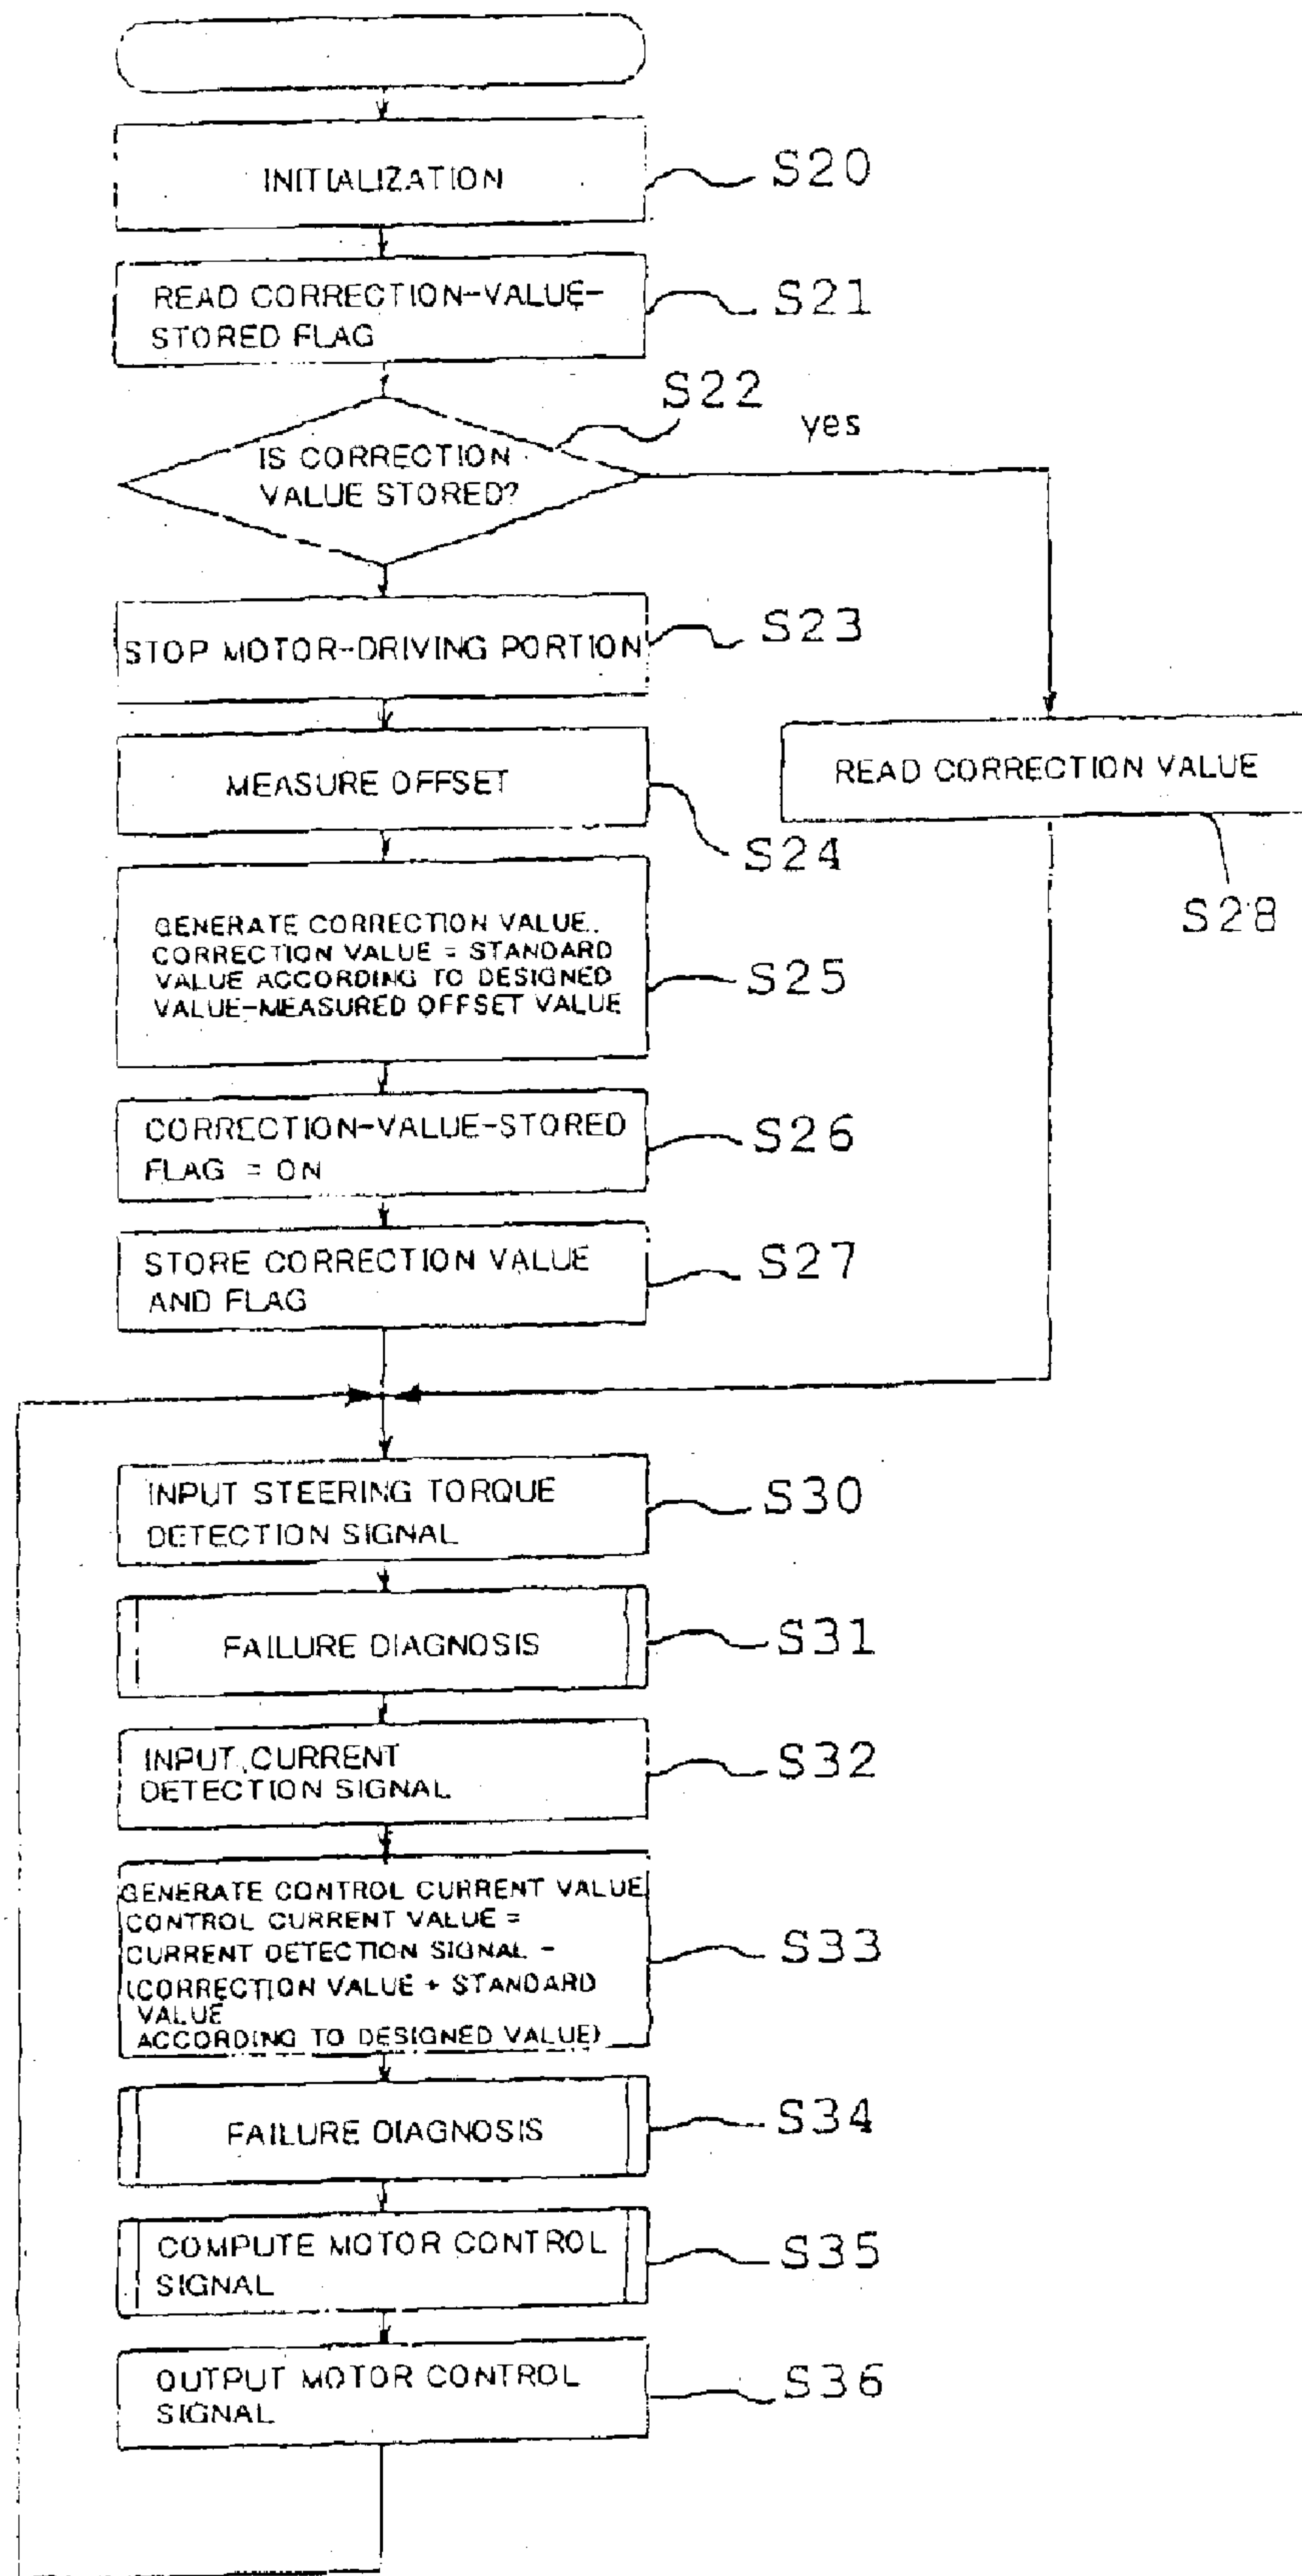 INITIALIZATION
S20
READ CORRECTION-VALUE-
STORED FLAG
S21
S22
yes
IS CORRECTION
VALUE STORED?
STOP MOTOR-DRIVING PORTION
S23
READ CORRECTION VALUE
MEASURE OFFSET
S24
S28
GENERATE CORRECTION VALUE.
CORRECTION VALUE = STANDARD
VALUE ACCORDING TO DESIGNED
VALUE-MEASURED OFFSET VALUE
S25
CORRECTION-VALUE-STORED
FLAG = ON
S26
STORE CORRECTION VALUE
AND FLAG
S27
INPUT STEERING TORQUE
DETECTION SIGNAL
S30
FAILURE DIAGNOSIS
S31
INPUT CURRENT
DETECTION SIGNAL
S32
GENERATE CONTROL CURRENT VALUE
CONTROL CURRENT VALUE =
CURRENT DETECTION SIGNAL -
(CORRECTION VALUE + STANDARD
VALUE
ACCORDING TO DESIGNED VALUE)
S33
FAILURE DIAGNOSIS
S34
COMPUTE MOTOR CONTROL
SIGNAL
S35
OUTPUT MOTOR CONTROL
SIGNAL
S36